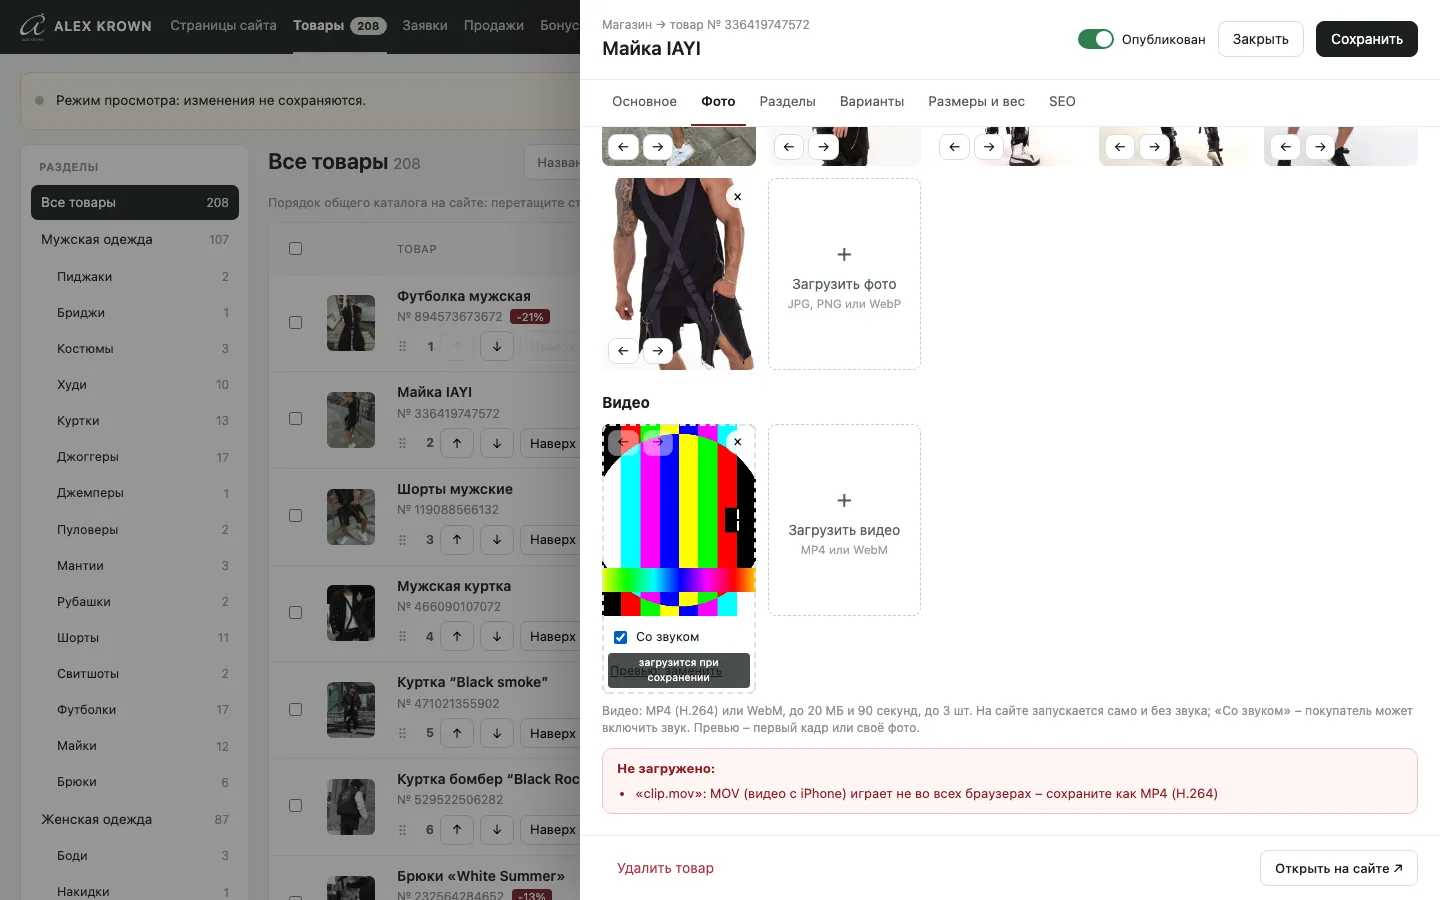 ALEX KROWN
Страницы сайта
Товары 208
Заявки
Продажи
Бонус
Режим просмотра: изменения не сохраняются.
РАЗДЕЛЫ
Все товары 208
Мужская одежда 107
Пиджаки 2
Бриджи 1
Костюмы 3
Худи 10
Куртки 13
Джоггеры 17
Джемперы 1
Пуловеры 2
Мантии 3
Рубашки 2
Шорты 11
Свитшоты 2
Футболки 17
Майки 12
Брюки 6
Женская одежда 87
Боди 3
Накидки 1
Все товары 208
Назван
Порядок общего каталога на сайте: перетащите ст
ТОВАР
Футболка мужская
№ 894573673672 -21%
1 ↑ ↓ Наверх
Майка IAYI
№ 336419747572
2 ↑ ↓ Наверх
Шорты мужские
№ 119088566132
3 ↑ ↓ Наверх
Мужская куртка
№ 466090107072
4 ↑ ↓ Наверх
Куртка “Black smoke”
№ 471021355902
5 ↑ ↓ Наверх
Куртка бомбер “Black Roc
№ 529522506282
6 ↑ ↓ Наверх
Брюки «White Summer»
№ 232564284652 -13%
Магазин → товар № 336419747572
Майка IAYI
Опубликован
Закрыть
Сохранить
Основное
Фото
Разделы
Варианты
Размеры и вес
SEO
← → ← → ← → ← → ← →
×
← →
+
Загрузить фото
JPG, PNG или WebP
Видео
← → ×
Со звуком
Превью: заменить
загрузится при
сохранении
+
Загрузить видео
MP4 или WebM
Видео: MP4 (H.264) или WebM, до 20 МБ и 90 секунд, до 3 шт. На сайте запускается само и без звука; «Со звуком» – покупатель может
включить звук. Превью – первый кадр или своё фото.
Не загружено:
• «clip.mov»: MOV (видео с iPhone) играет не во всех браузерах – сохраните как MP4 (H.264)
Удалить товар
Открыть на сайте ↗